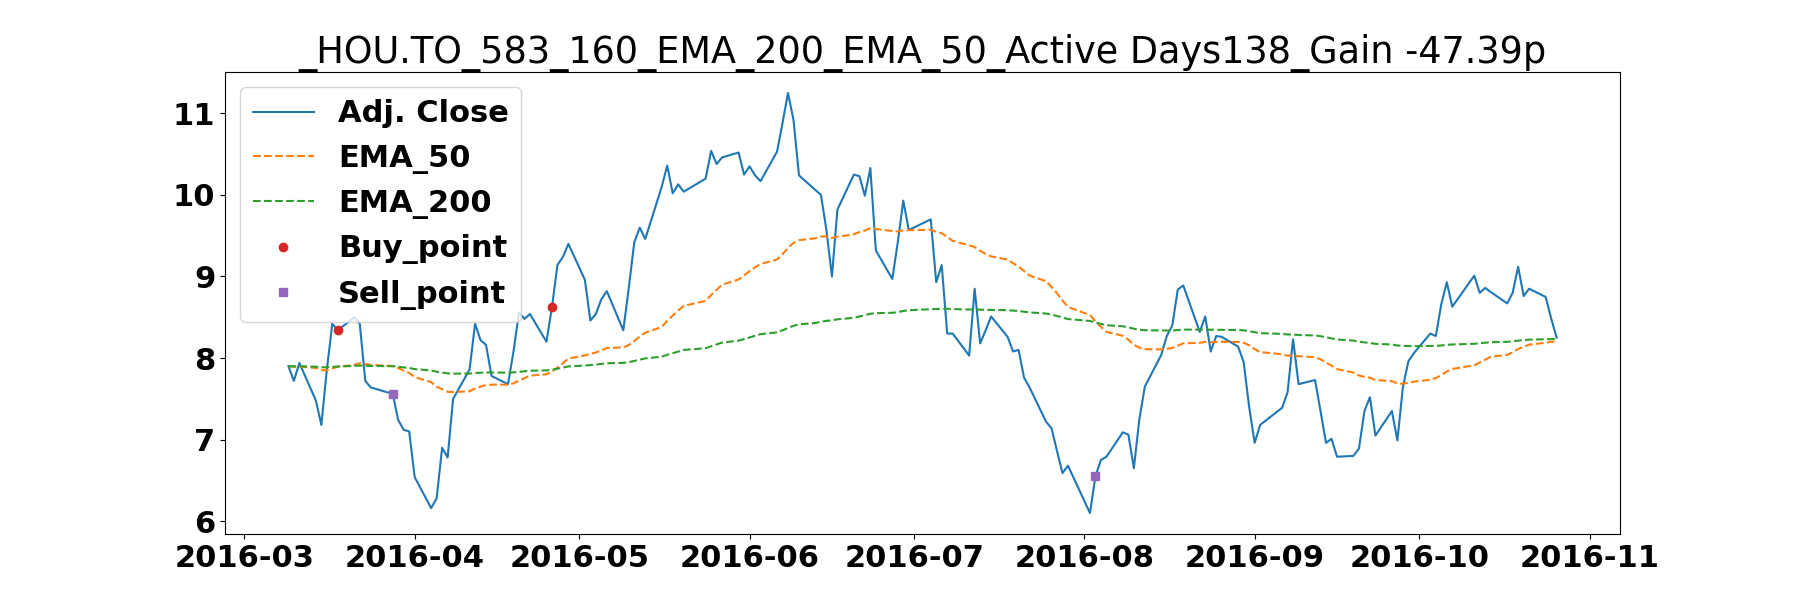 _HOU.TO_583_160_EMA_200_EMA_50_Active Days138_Gain -47.39p
Adj. Close
EMA_50
EMA_200
Buy_point
Sell_point
11
10
9
8
7
6
2016-03 2016-04 2016-05 2016-06 2016-07 2016-08 2016-09 2016-10 2016-11